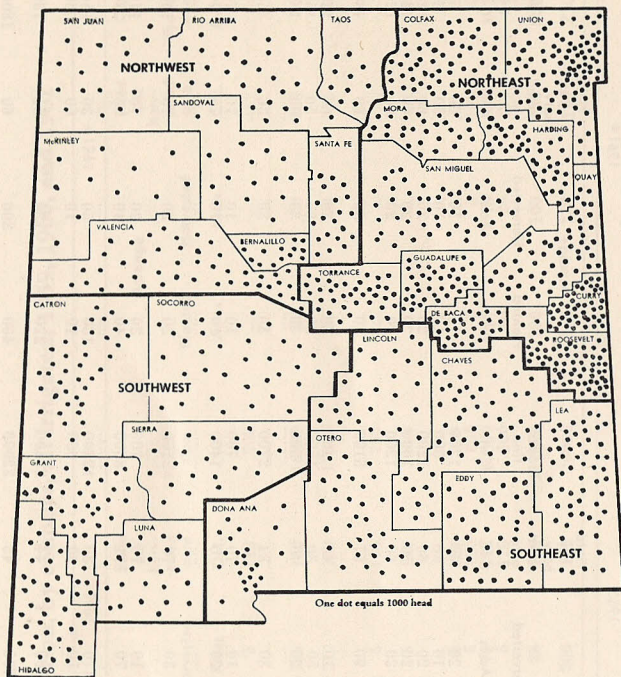 SAN JUAN
RIO ARRIBA
TAOS
COLFAX
UNION
NORTHWEST
NORTHEAST
SANDOVAL
MORA
HARDING
McKINLEY
SANTA FE
SAN MIGUEL
QUAY
VALENCIA
BERNALILLO
GUADALUPE
TORRANCE
CURRY
CATRON
SOCORRO
DE BACA
LINCOLN
ROOSEVELT
CHAVES
SOUTHWEST
LEA
SIERRA
OTERO
GRANT
EDDY
DONA ANA
LUNA
SOUTHEAST
One dot equals 1000 head
HIDALGO